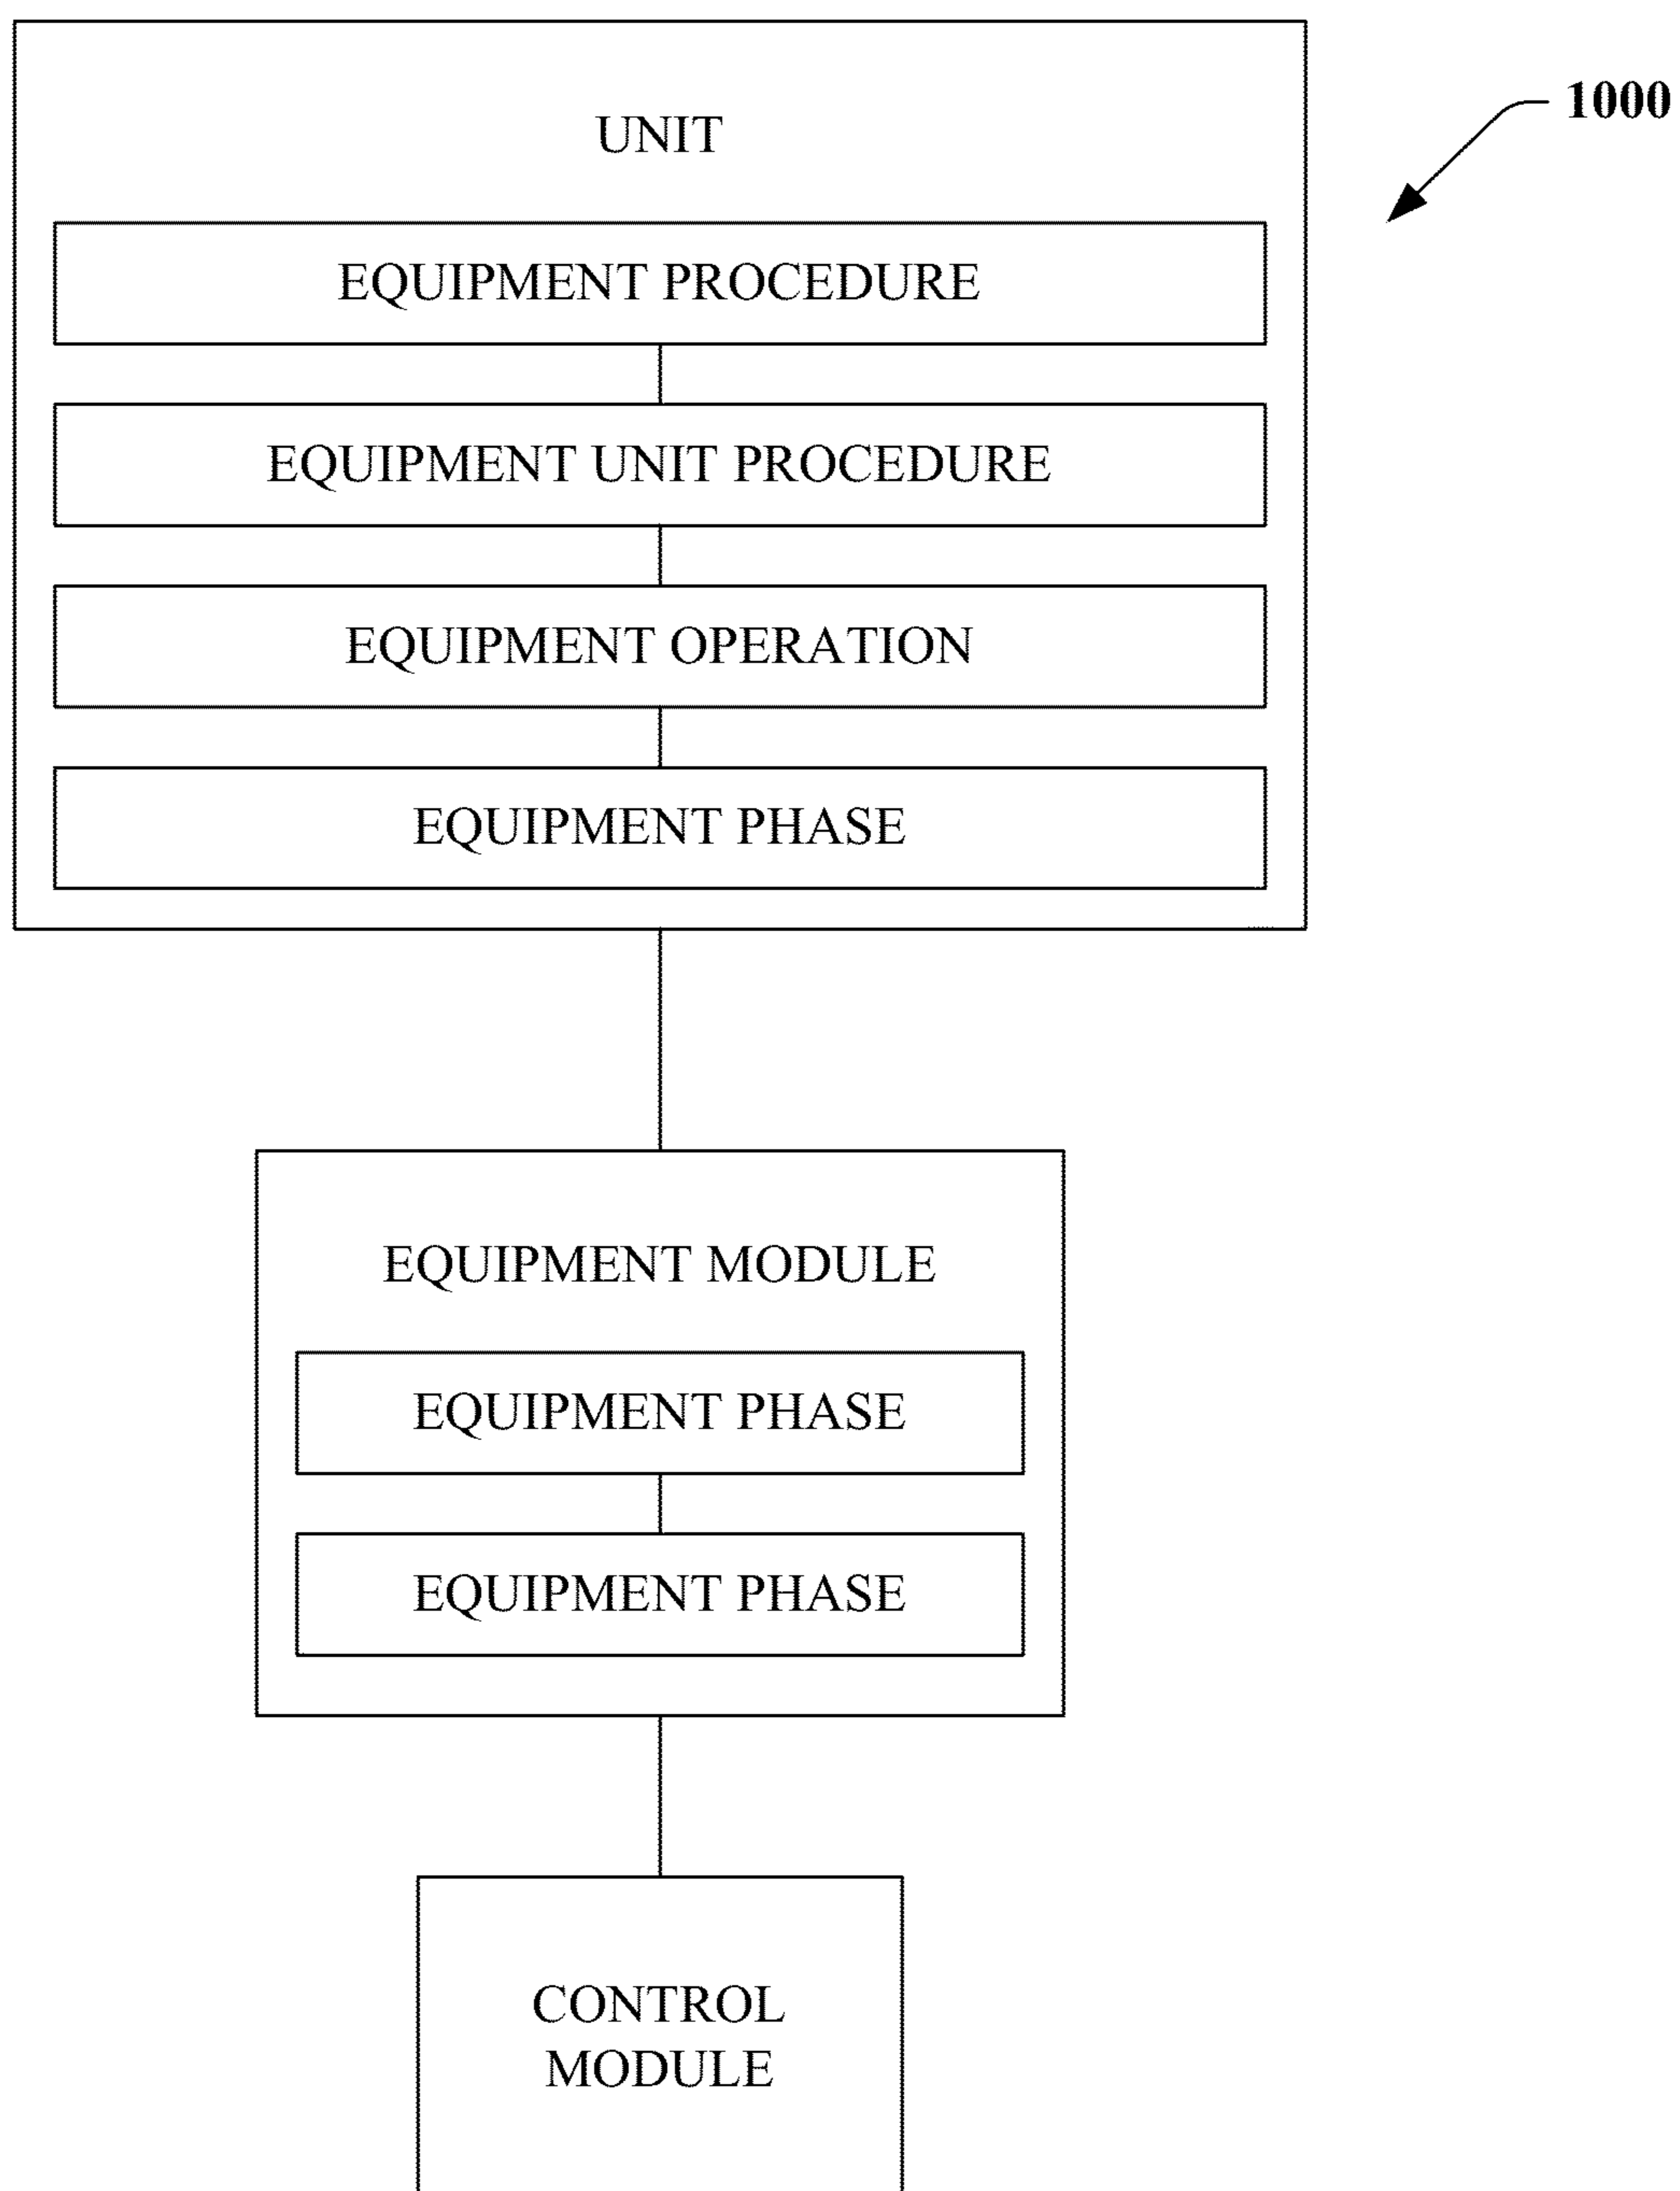 1000
UNIT
EQUIPMENT PROCEDURE
EQUIPMENT UNIT PROCEDURE
EQUIPMENT OPERATION
EQUIPMENT PHASE
EQUIPMENT MODULE
EQUIPMENT PHASE
EQUIPMENT PHASE
CONTROL
MODULE